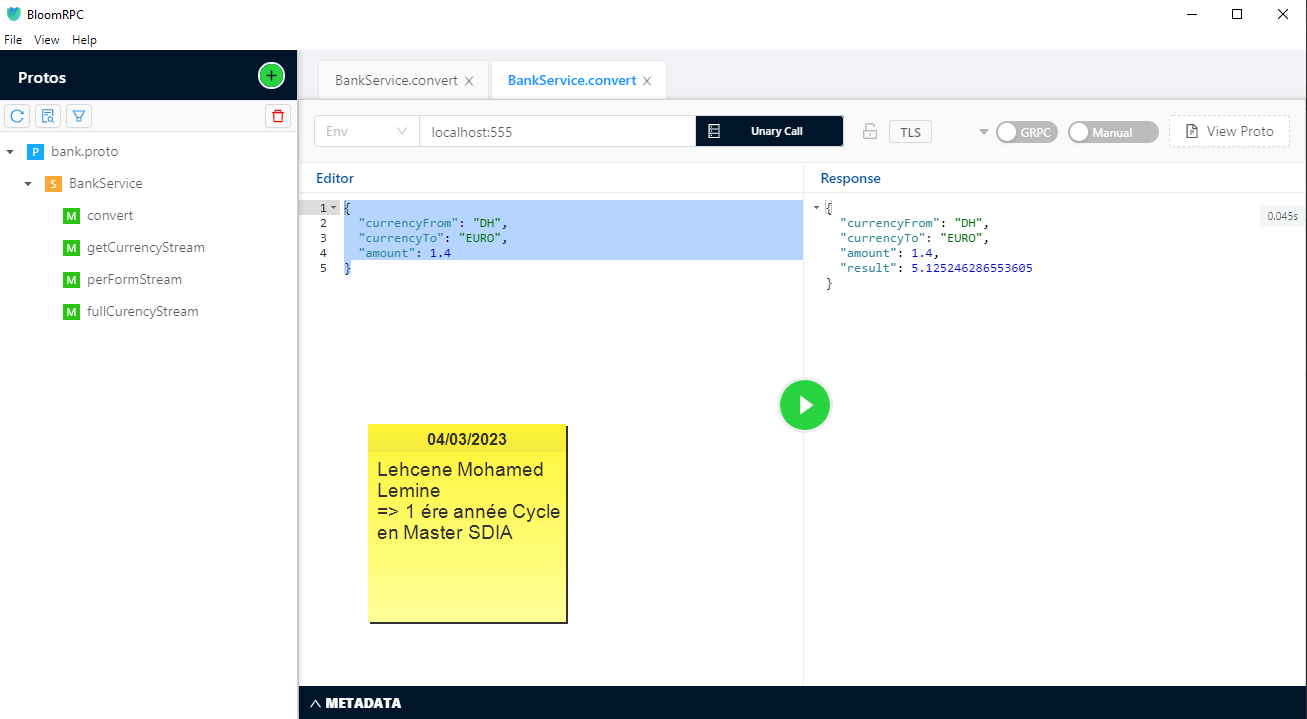 BloomRPC
File View Help
Protos
BankService.convert
BankService.convert
Env
localhost:555
Unary Call
TLS
GRPC
Manual
View Proto
P bank.proto
S BankService
M convert
M getCurrencyStream
M perFormStream
M fullCurencyStream
Editor
1 {
2 "currencyFrom": "DH",
3 "currencyTo": "EURO",
4 "amount": 1.4
5 }
Response
{
"currencyFrom": "DH",
"currencyTo": "EURO",
"amount": 1.4,
"result": 5.125246286553605
}
0.045s
04/03/2023
Lehcene Mohamed
Lemine
=> 1 ére année Cycle
en Master SDIA
METADATA